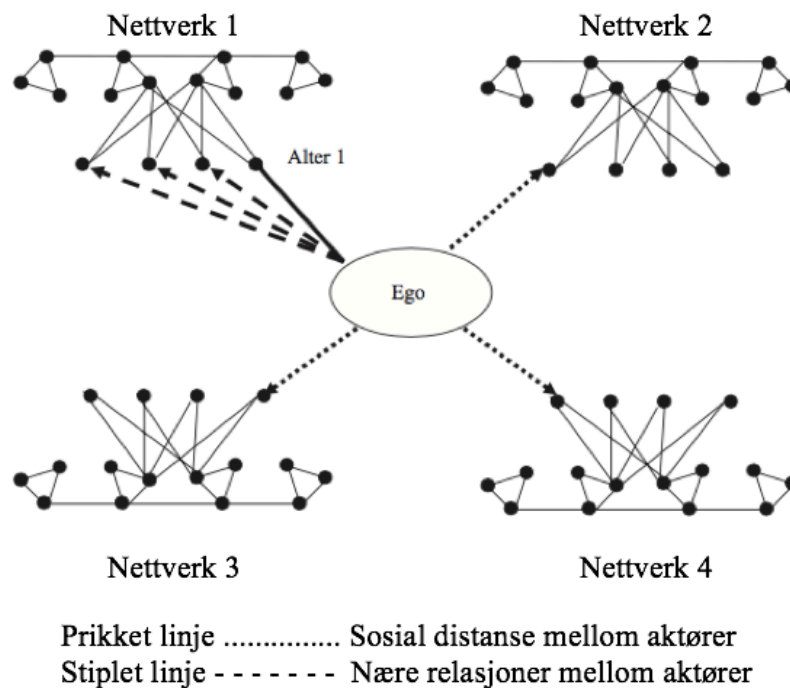 Nettverk 1
Nettverk 2
Alter 1
Ego
Nettverk 3
Nettverk 4
Prikket linje ............... Sosial distanse mellom aktører
Stiplet linje - - - - - - - Nære relasjoner mellom aktører